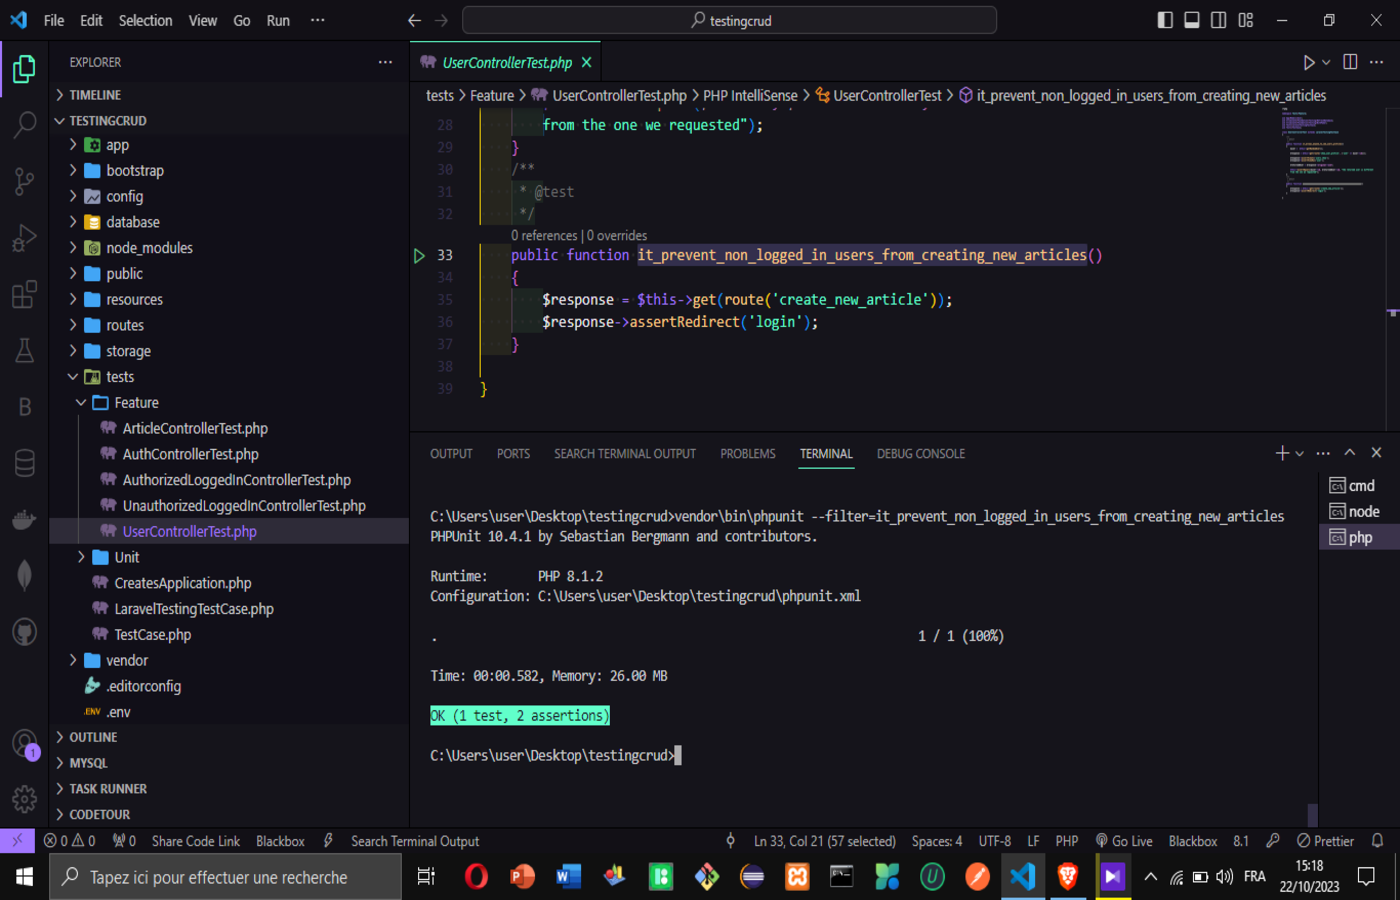 File Edit Selection View Go Run ···
testingcrud
EXPLORER
TIMELINE
TESTINGCRUD
app
bootstrap
config
database
node_modules
public
resources
routes
storage
tests
Feature
ArticleControllerTest.php
AuthControllerTest.php
AuthorizedLoggedInControllerTest.php
UnauthorizedLoggedInControllerTest.php
UserControllerTest.php
Unit
CreatesApplication.php
LaravelTestingTestCase.php
TestCase.php
vendor
.editorconfig
.ENV .env
OUTLINE
MYSQL
TASK RUNNER
CODETOUR
UserControllerTest.php
tests > Feature > UserControllerTest.php > PHP IntelliSense > UserControllerTest > it_prevent_non_logged_in_users_from_creating_new_articles
28 from the one we requested");
29 }
30 /**
31 * @test
32 */
0 references | 0 overrides
33 public function it_prevent_non_logged_in_users_from_creating_new_articles()
34 {
35 $response = $this->get(route('create_new_article'));
36 $response->assertRedirect('login');
37 }
38
39 }
OUTPUT PORTS SEARCH TERMINAL OUTPUT PROBLEMS TERMINAL DEBUG CONSOLE
cmd
node
php
C:\Users\user\Desktop\testingcrud>vendor\bin\phpunit --filter=it_prevent_non_logged_in_users_from_creating_new_articles
PHPUnit 10.4.1 by Sebastian Bergmann and contributors.
Runtime: PHP 8.1.2
Configuration: C:\Users\user\Desktop\testingcrud\phpunit.xml
. 1 / 1 (100%)
Time: 00:00.582, Memory: 26.00 MB
OK (1 test, 2 assertions)
C:\Users\user\Desktop\testingcrud>
B
1
0 0 0 Share Code Link Blackbox Search Terminal Output Ln 33, Col 21 (57 selected) Spaces: 4 UTF-8 LF PHP Go Live Blackbox 8.1 Prettier
Tapez ici pour effectuer une recherche
FRA
15:18
22/10/2023